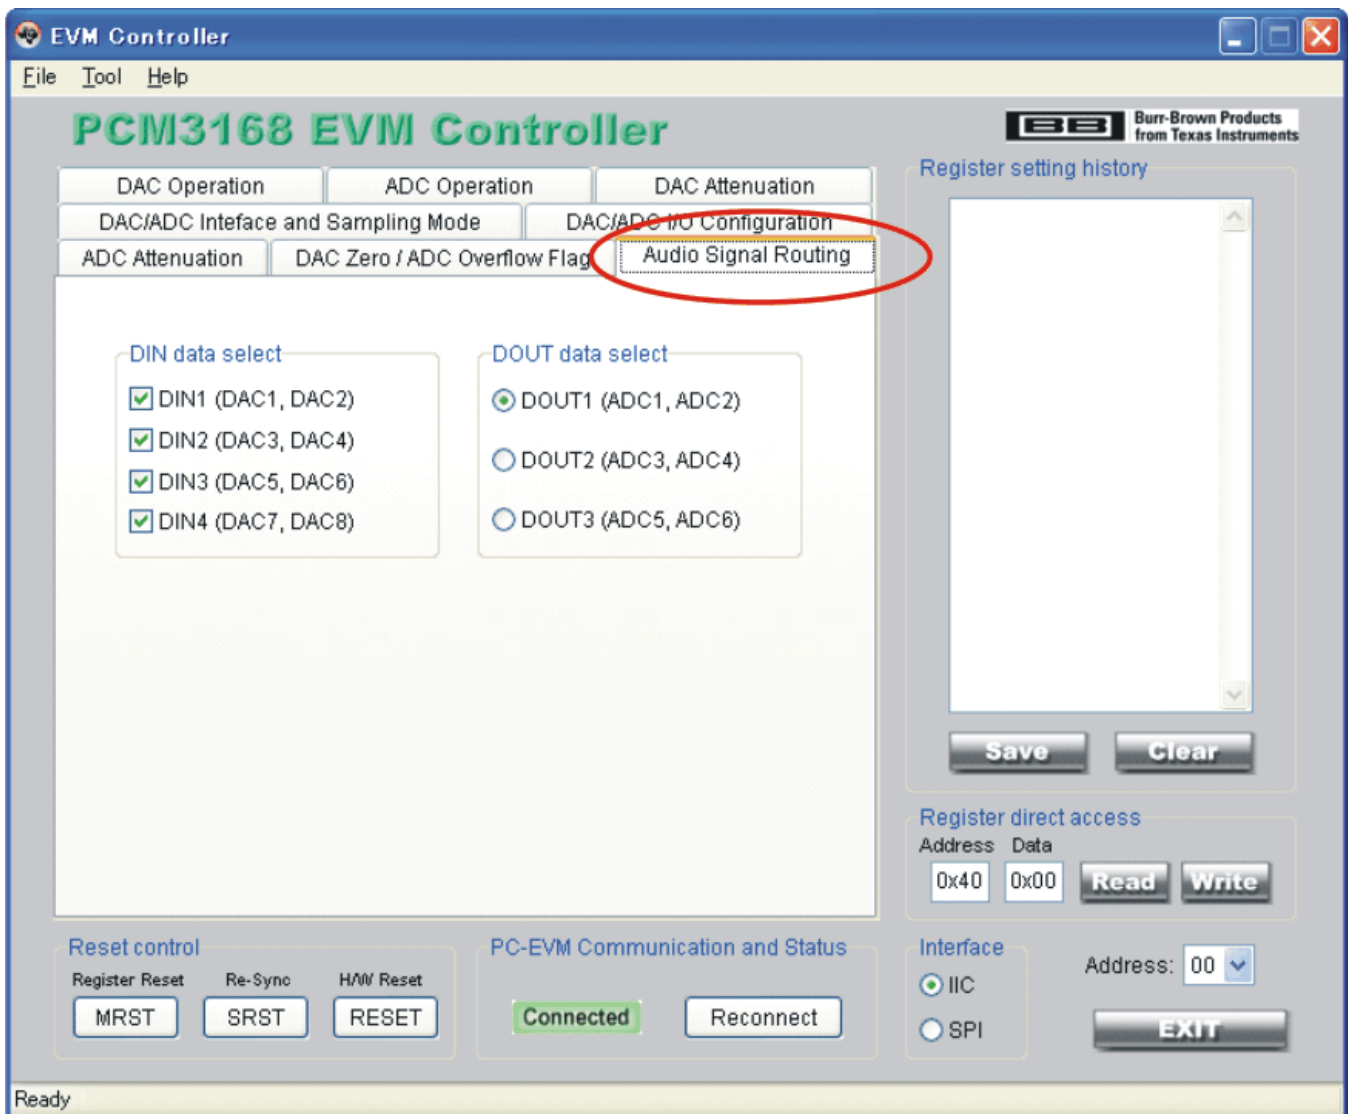 EVM Controller
File Tool Help
PCM3168 EVM Controller
BB Burr-Brown Products
from Texas Instruments
DAC Operation ADC Operation DAC Attenuation
DAC/ADC Inteface and Sampling Mode DAC/ADC I/O Configuration
ADC Attenuation DAC Zero / ADC Overflow Flag Audio Signal Routing
DIN data select
DIN1 (DAC1, DAC2)
DIN2 (DAC3, DAC4)
DIN3 (DAC5, DAC6)
DIN4 (DAC7, DAC8)
DOUT data select
DOUT1 (ADC1, ADC2)
DOUT2 (ADC3, ADC4)
DOUT3 (ADC5, ADC6)
Register setting history
Save Clear
Register direct access
Address Data
0x40 0x00 Read Write
Reset control
Register Reset Re-Sync H/W Reset
MRST SRST RESET
PC-EVM Communication and Status
Connected Reconnect
Interface
IIC
SPI
Address: 00
EXIT
Ready